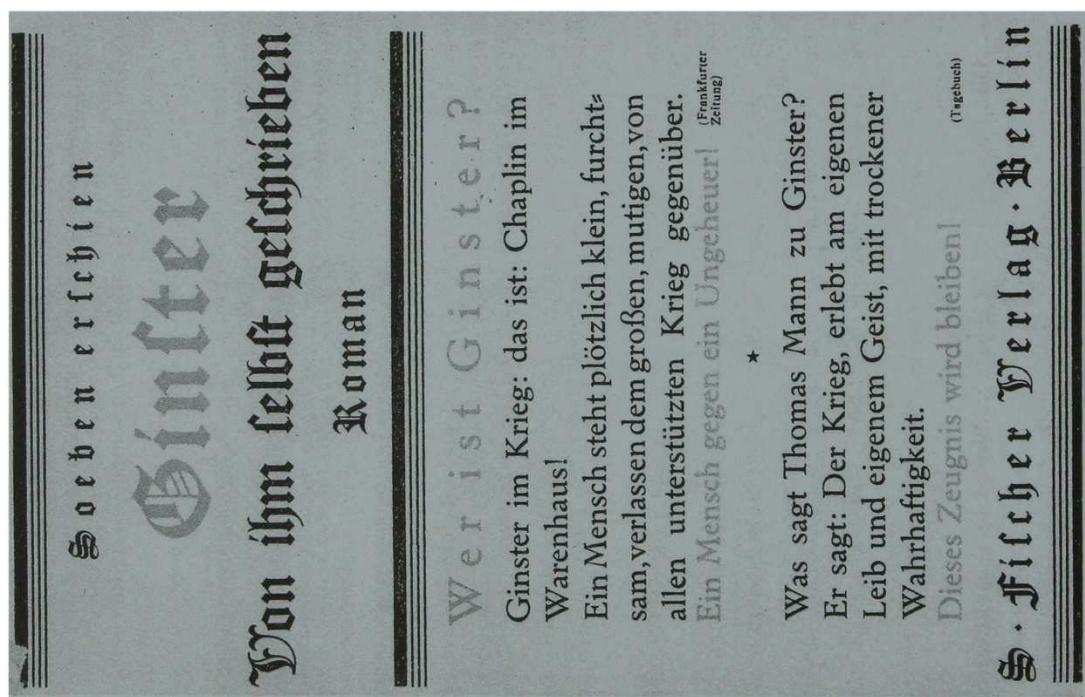 Soeben erschien
Ginster
Von ihm selbst geschrieben
Roman
Wer ist Ginster?
Ginster im Krieg: das ist: Chaplin im
Warenhaus!
Ein Mensch steht plötzlich klein, furcht⸗
sam, verlassen dem großen, mutigen, von
allen unterstützten Krieg gegenüber.
Ein Mensch gegen ein Ungeheuer! (Frankfurter
Zeitung)
★
Was sagt Thomas Mann zu Ginster?
Er sagt: Der Krieg, erlebt am eigenen
Leib und eigenem Geist, mit trockener
Wahrhaftigkeit.
Dieses Zeugnis wird bleiben! (Tagebuch)
S · Fischer Verlag · Berlin